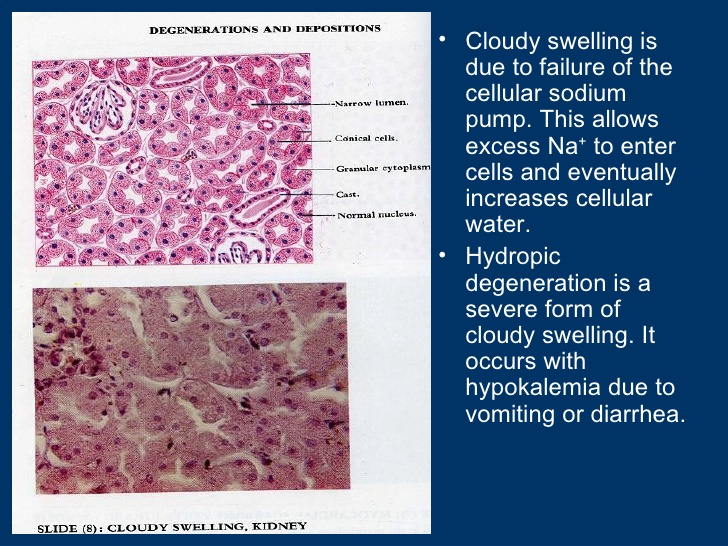 DEGENERATIONS AND DEPOSITIONS
Narrow lumen.
Conical cells.
Granular cytoplasm
Cast.
Normal nucleus.
SLIDE (8): CLOUDY SWELLING, KIDNEY
• Cloudy swelling is
due to failure of the
cellular sodium
pump. This allows
excess Na⁺ to enter
cells and eventually
increases cellular
water.
• Hydropic
degeneration is a
severe form of
cloudy swelling. It
occurs with
hypokalemia due to
vomiting or diarrhea.